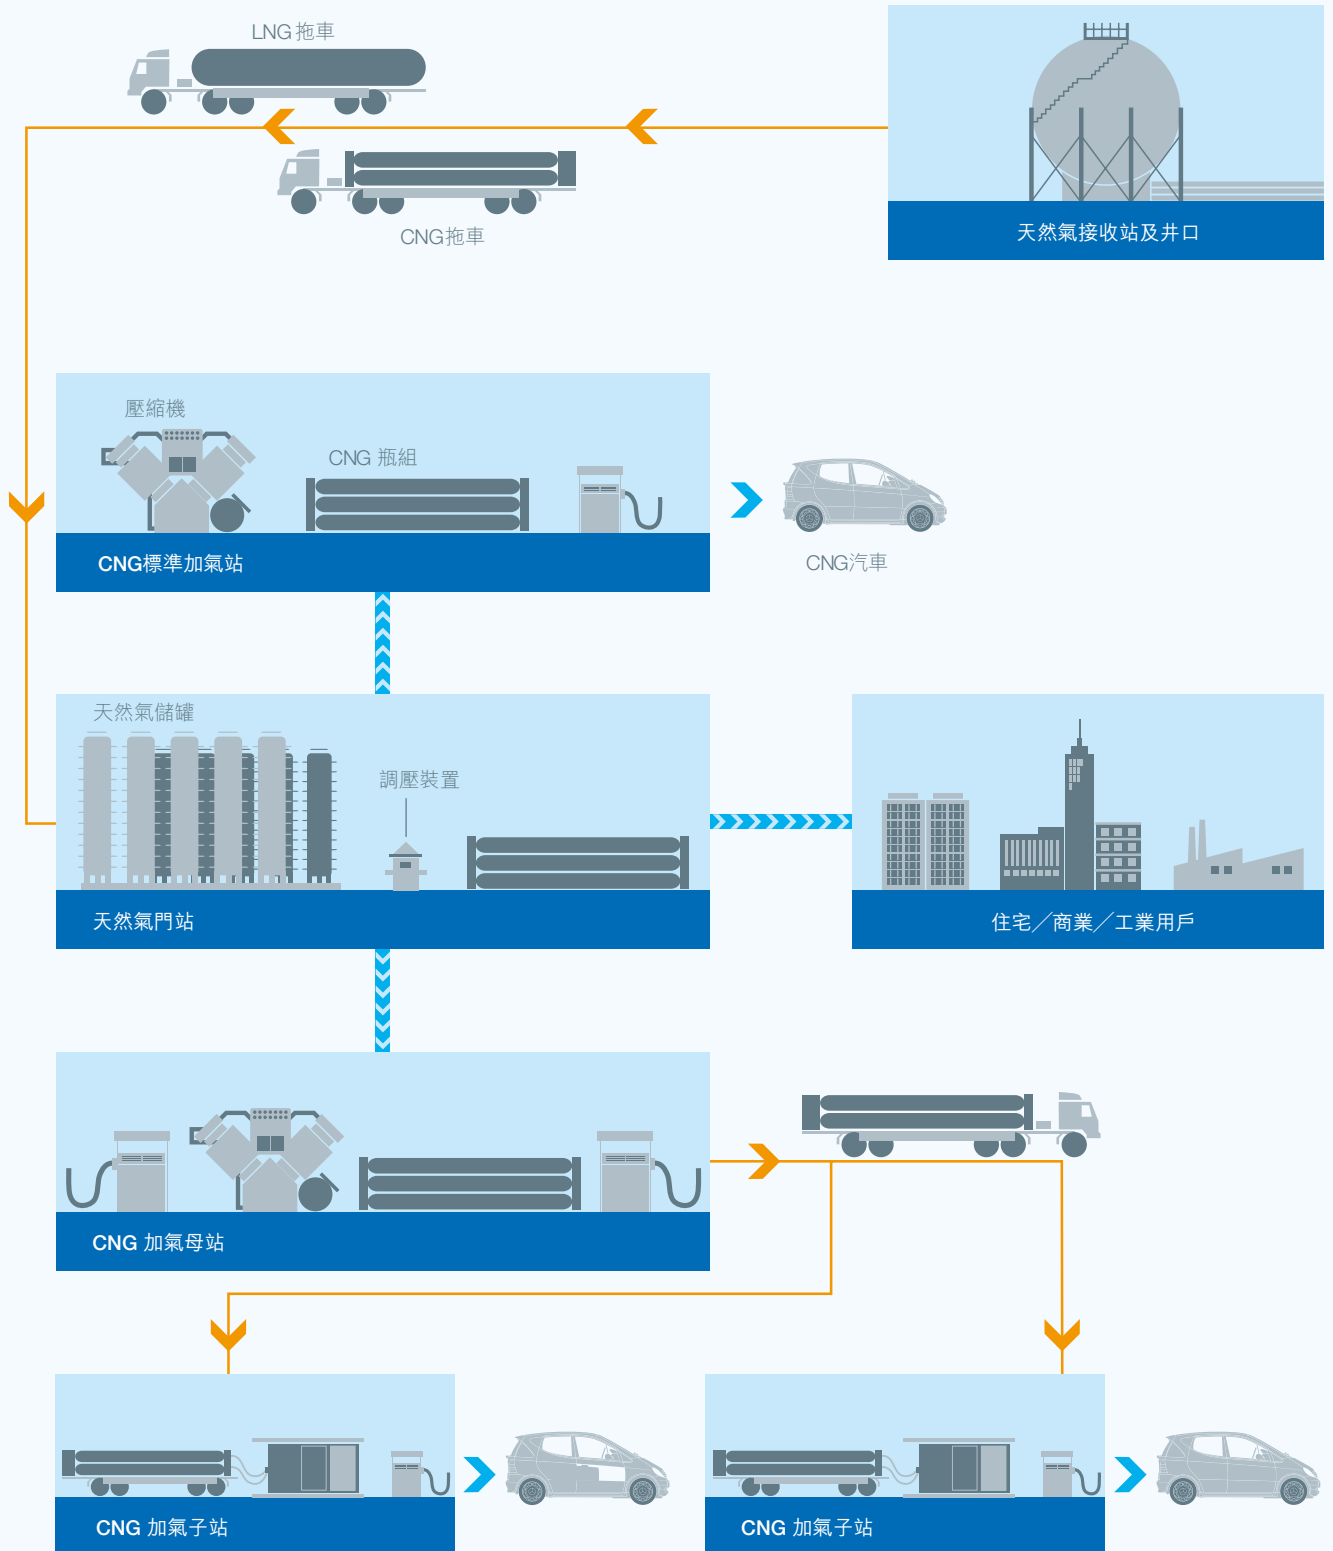 LNG 拖車
CNG拖車
天然氣接收站及井口
壓縮機
CNG 瓶組
CNG標準加氣站
CNG汽車
天然氣儲罐
調壓裝置
天然氣門站
住宅／商業／工業用戶
CNG 加氣母站
CNG 加氣子站
CNG 加氣子站